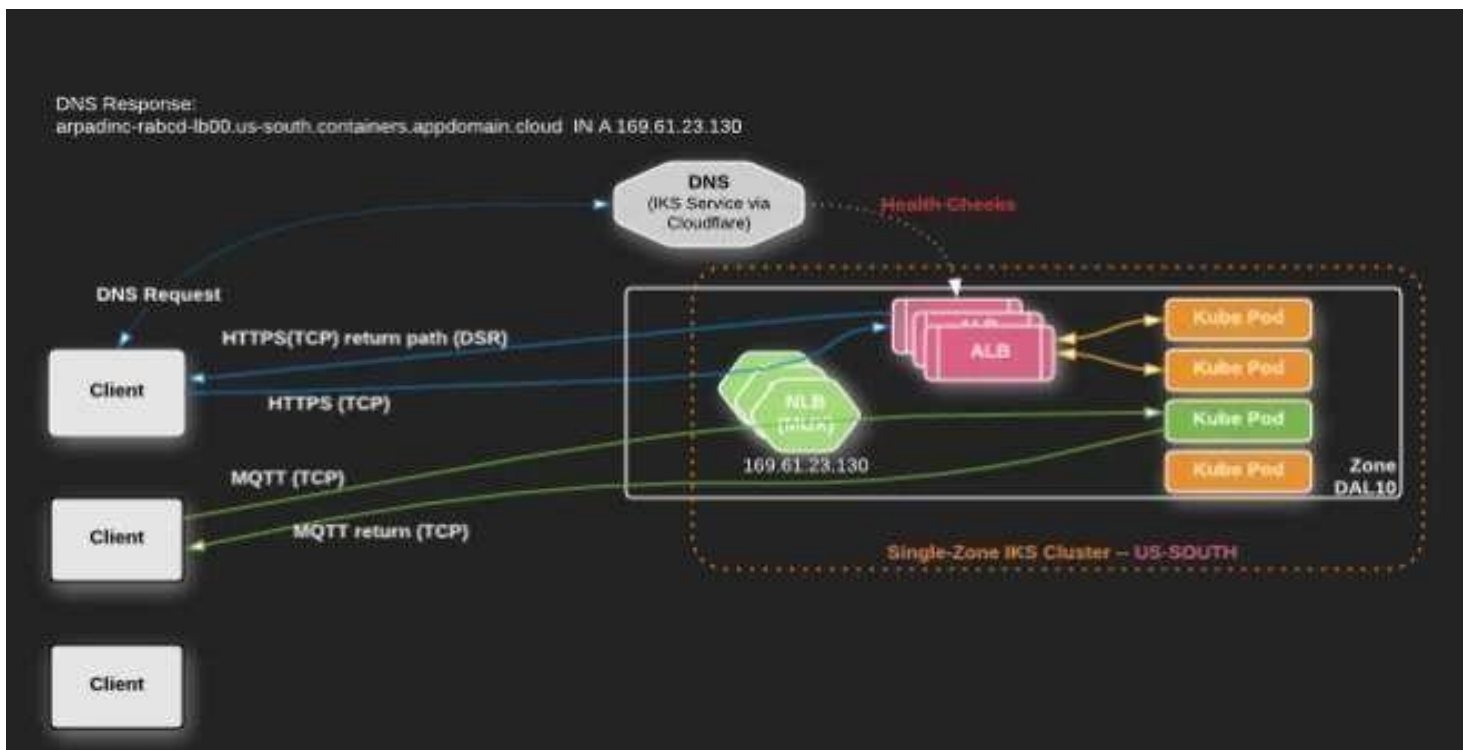 DNS Response:
arpadinc-rabcd-lb00.us-south.containers.appdomain.cloud IN A 169.61.23.130
DNS
(IKS Service via
Cloudflare)
Health Checks
DNS Request
HTTPS(TCP) return path (DSR)
Client
HTTPS (TCP)
ALB
ALB
Kube Pod
Kube Pod
NLB
(MUX)
Kube Pod
169.61.23.130
Kube Pod
Zone
DAL10
MQTT (TCP)
Client
MQTT return (TCP)
Single-Zone IKS Cluster -- US-SOUTH
Client